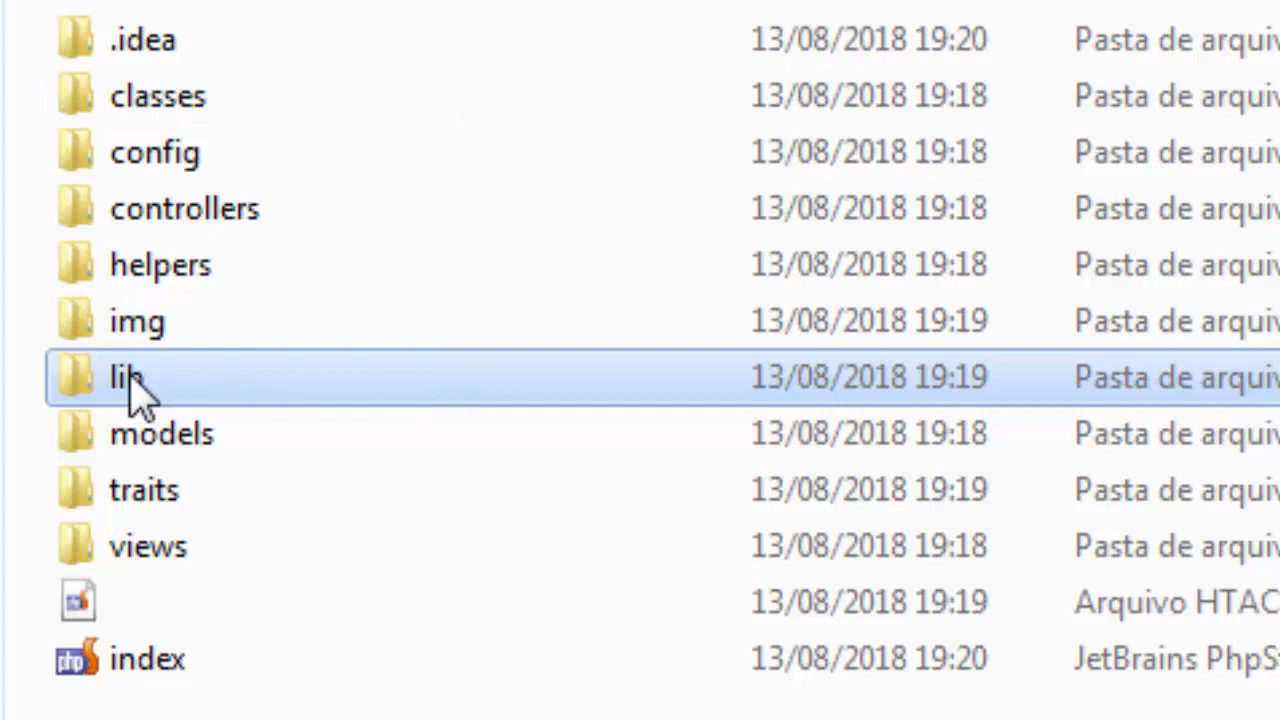 .idea 13/08/2018 19:20 Pasta de arquiv
classes 13/08/2018 19:18 Pasta de arquiv
config 13/08/2018 19:18 Pasta de arquiv
controllers 13/08/2018 19:18 Pasta de arquiv
helpers 13/08/2018 19:18 Pasta de arquiv
img 13/08/2018 19:19 Pasta de arquiv
lib 13/08/2018 19:19 Pasta de arquiv
models 13/08/2018 19:18 Pasta de arquiv
traits 13/08/2018 19:19 Pasta de arquiv
views 13/08/2018 19:18 Pasta de arquiv
13/08/2018 19:19 Arquivo HTAC
php index 13/08/2018 19:20 JetBrains PhpSt